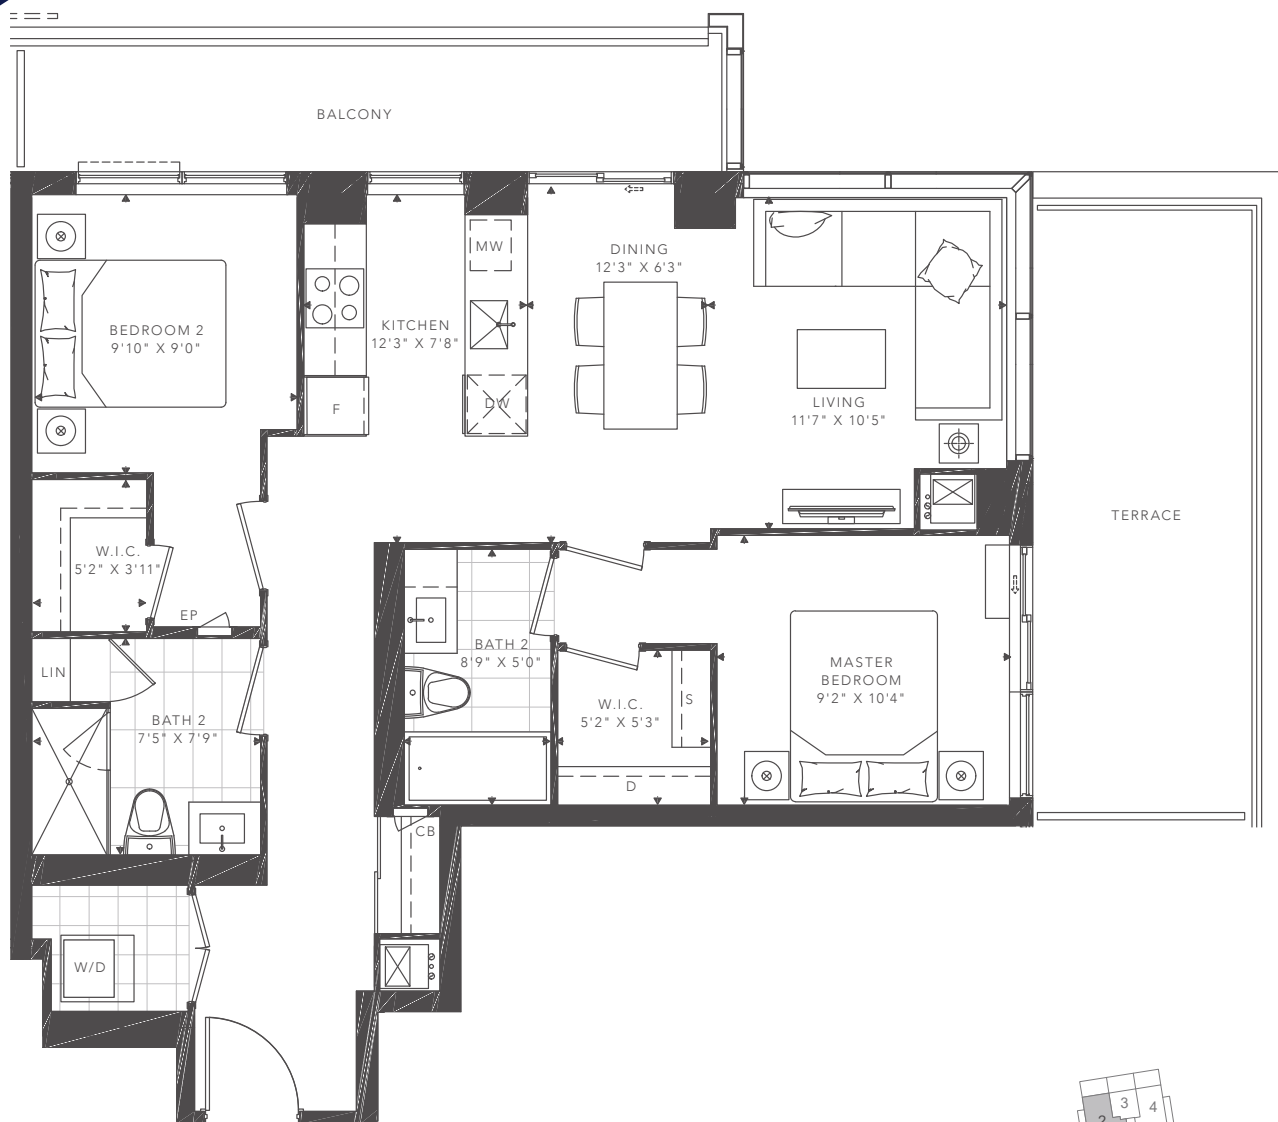 BALCONY
MW
DINING
12'3" X 6'3"
BEDROOM 2
9'10" X 9'0"
KITCHEN
12'3" X 7'8"
F
DW
LIVING
11'7" X 10'5"
TERRACE
W.I.C.
5'2" X 3'11"
EP
LIN
BATH 2
7'5" X 7'9"
BATH 2
8'9" X 5'0"
W.I.C.
5'2" X 5'3"
S
D
MASTER
BEDROOM
9'2" X 10'4"
CB
W/D
3
4
2